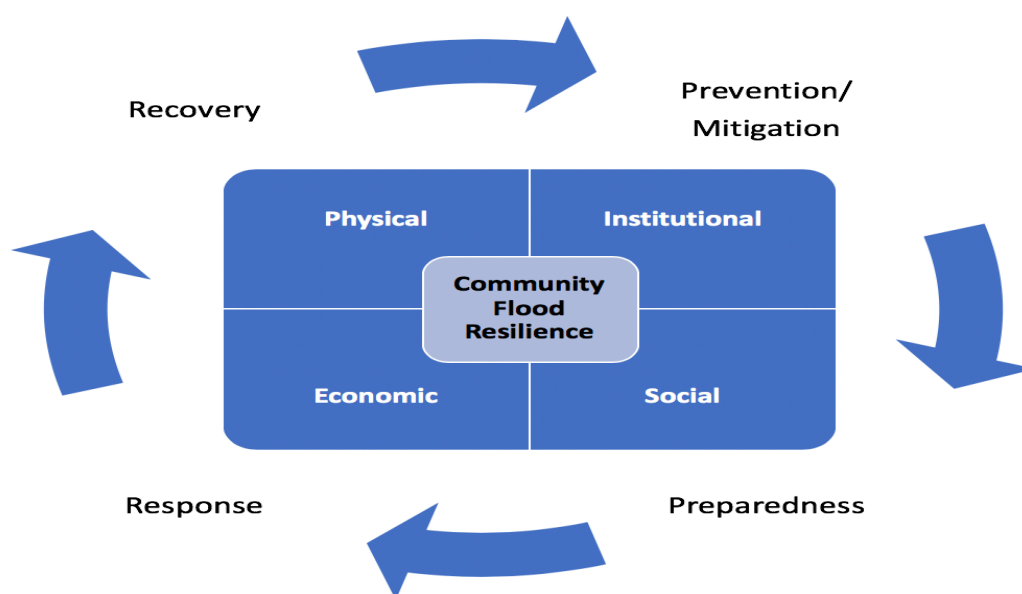 Recovery
Prevention/
Mitigation
Physical
Institutional
Community
Flood
Resilience
Economic
Social
Response
Preparedness